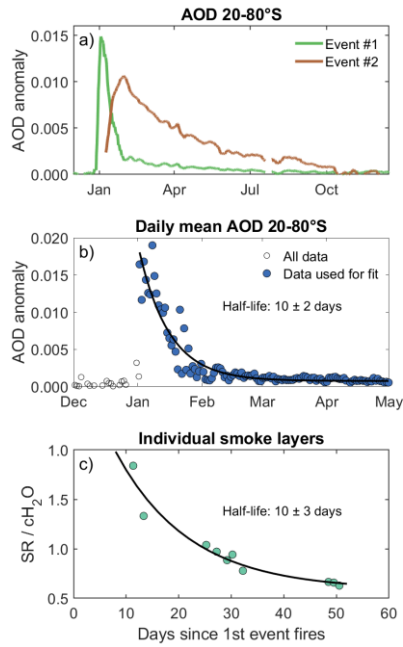 AOD 20-80°S
a)
Event #1
Event #2
AOD anomaly
0.015
0.010
0.005
0.000
Jan Apr Jul Oct
Daily mean AOD 20-80°S
b)
All data
Data used for fit
Half-life: 10 ± 2 days
AOD anomaly
0.020
0.015
0.010
0.005
0.000
Dec Jan Feb Mar Apr May
Individual smoke layers
c)
Half-life: 10 ± 3 days
SR / cH₂O
1.0
1.5
1.0
0.5
0 10 20 30 40 50 60
Days since 1st event fires